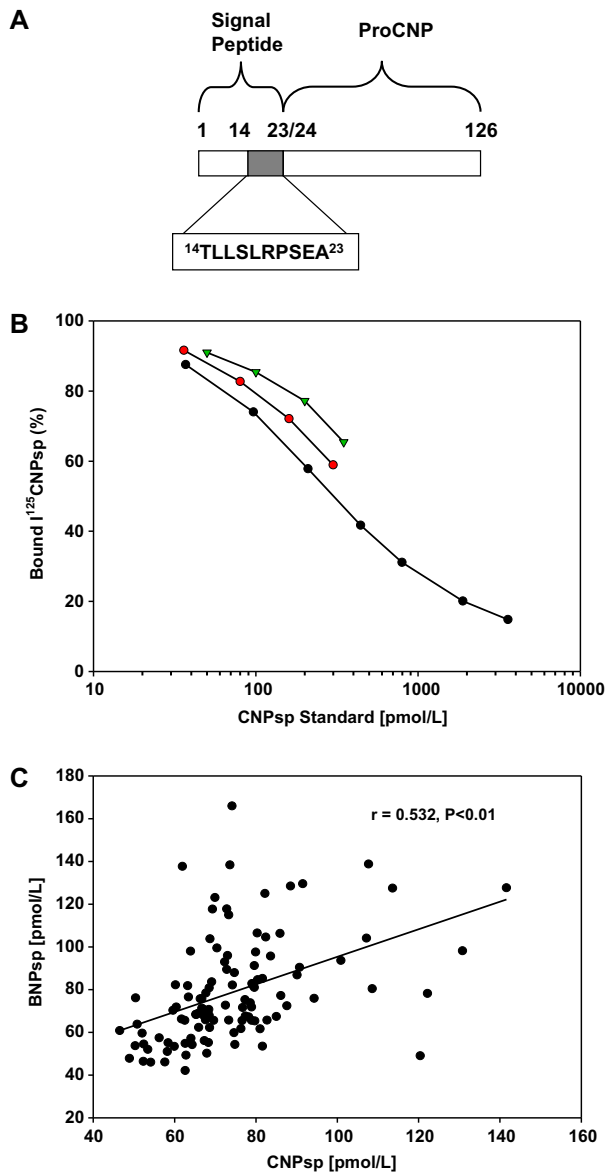 A
Signal
Peptide
ProCNP
1 14 23/24 126
¹⁴TLLSLRPSEA²³
B
Bound I¹²⁵CNPsp (%)
100
80
60
40
20
0
10 100 1000 10000
CNPsp Standard [pmol/L]
C
BNPsp [pmol/L]
180
160
140
120
100
80
60
40
20
r = 0.532, P<0.01
40 60 80 100 120 140 160
CNPsp [pmol/L]